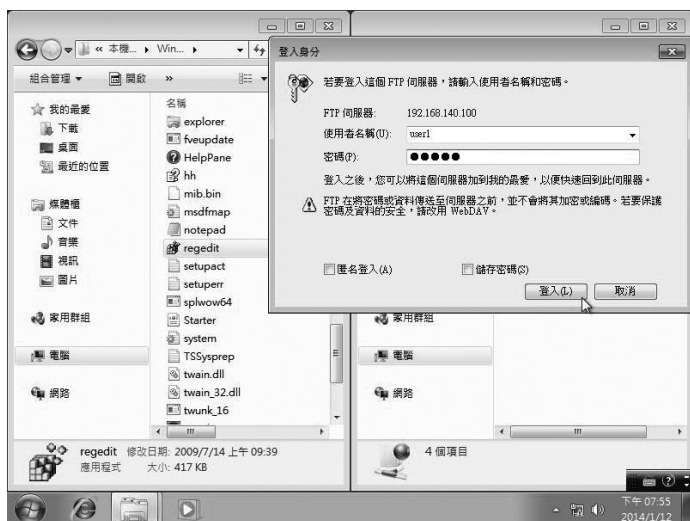 « 本機... ▸ Win... ▸
組合管理 ▾ 開啟 »
我的最愛
下載
桌面
最近的位置
媒體櫃
文件
音樂
視訊
圖片
家用群組
電腦
網路
名稱
explorer
fveupdate
HelpPane
hh
mib.bin
msdfmap
notepad
regedit
setupact
setuperr
splwow64
Starter
system
TSSysprep
twain.dll
twain_32.dll
twunk_16
regedit 修改日期: 2009/7/14 上午 09:39
應用程式 大小: 417 KB
登入身分
若要登入這個 FTP 伺服器，請輸入使用者名稱和密碼。
FTP 伺服器: 192.168.140.100
使用者名稱(U): user1
密碼(P): ●●●●●
登入之後，您可以將這個伺服器加到我的最愛，以便快速回到此伺服器。
FTP 在將密碼或資料傳送至伺服器之前，並不會將其加密或編碼。若要保護
密碼及資料的安全，請改用 WebDAV。
匿名登入(A) 儲存密碼(S)
登入(L) 取消
家用群組
電腦
網路
4 個項目
下午 07:55
2014/1/12